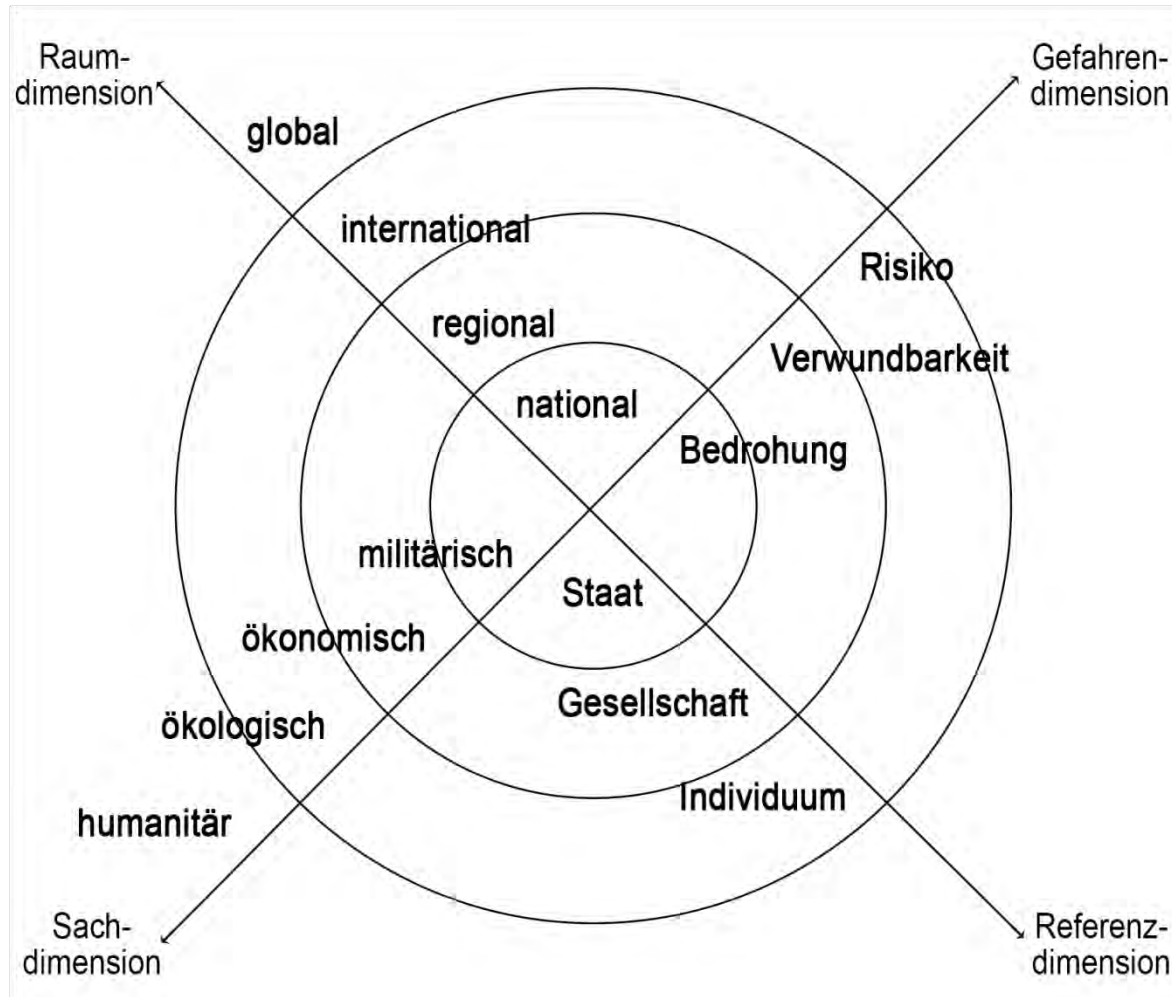 Raum-
dimension
Gefahren-
dimension
global
international
Risiko
regional
Verwundbarkeit
national
Bedrohung
militärisch
Staat
ökonomisch
Gesellschaft
ökologisch
Individuum
humanitär
Sach-
dimension
Referenz-
dimension